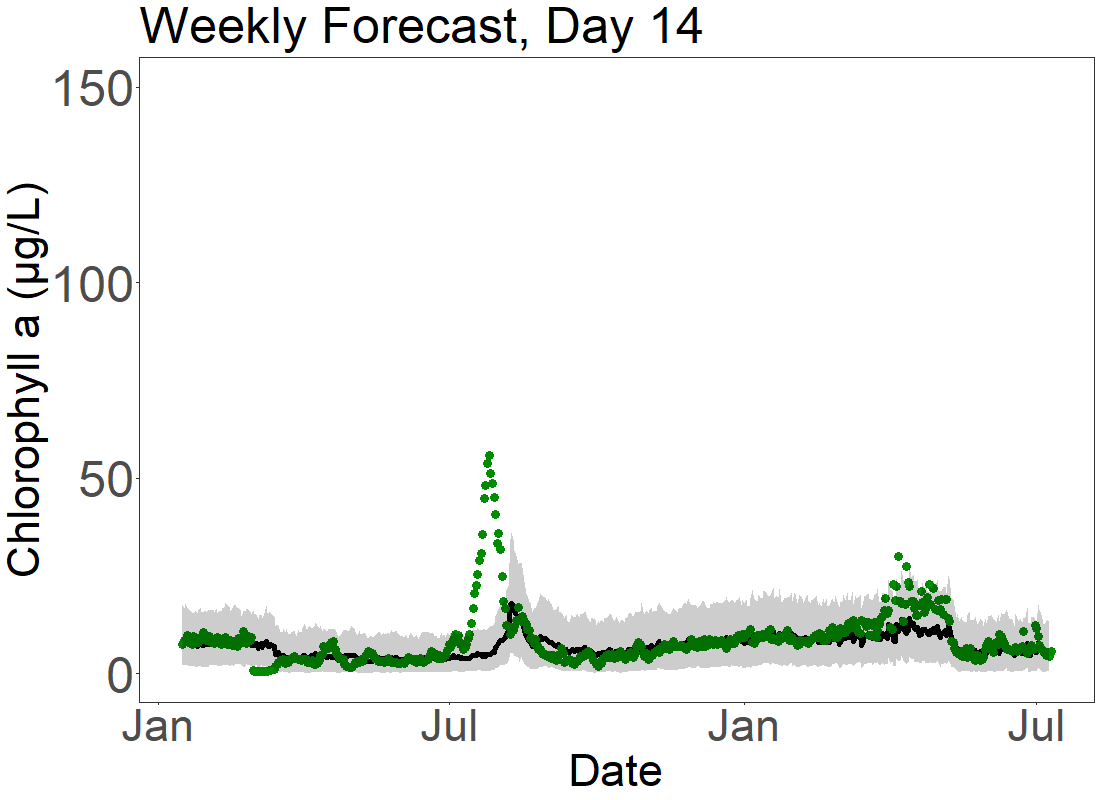 Weekly Forecast, Day 14
Chlorophyll a (μg/L)
150
100
50
0
Jan
Jul
Jan
Jul
Date